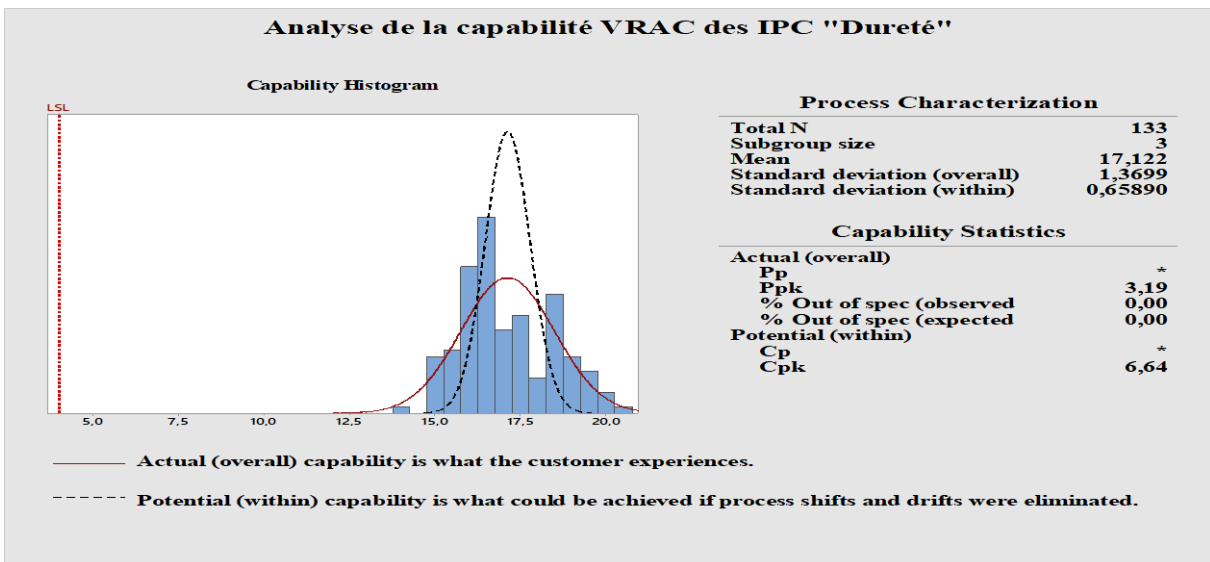 Analyse de la capabilité VRAC des IPC "Dureté"
Capability Histogram
LSL
5,0 7,5 10,0 12,5 15,0 17,5 20,0
Process Characterization
Total N 133
Subgroup size 3
Mean 17,122
Standard deviation (overall) 1,3699
Standard deviation (within) 0,65890
Capability Statistics
Actual (overall)
Pp *
Ppk 3,19
% Out of spec (observed 0,00
% Out of spec (expected 0,00
Potential (within)
Cp *
Cpk 6,64
Actual (overall) capability is what the customer experiences.
Potential (within) capability is what could be achieved if process shifts and drifts were eliminated.